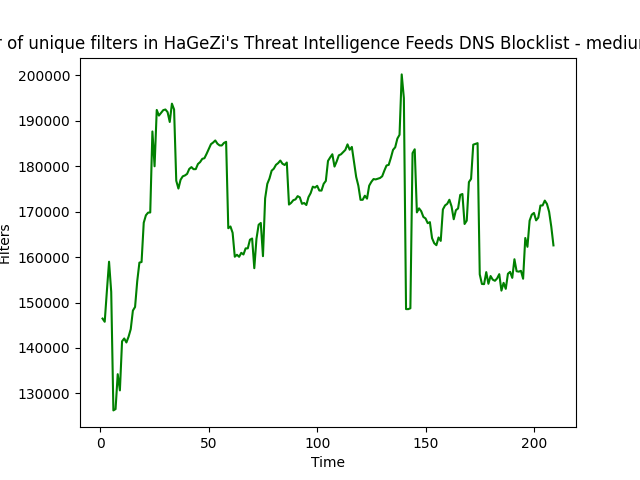 r of unique filters in HaGeZi's Threat Intelligence Feeds DNS Blocklist - mediu
200000
190000
180000
170000
160000
150000
140000
130000
Filters
0 50 100 150 200
Time